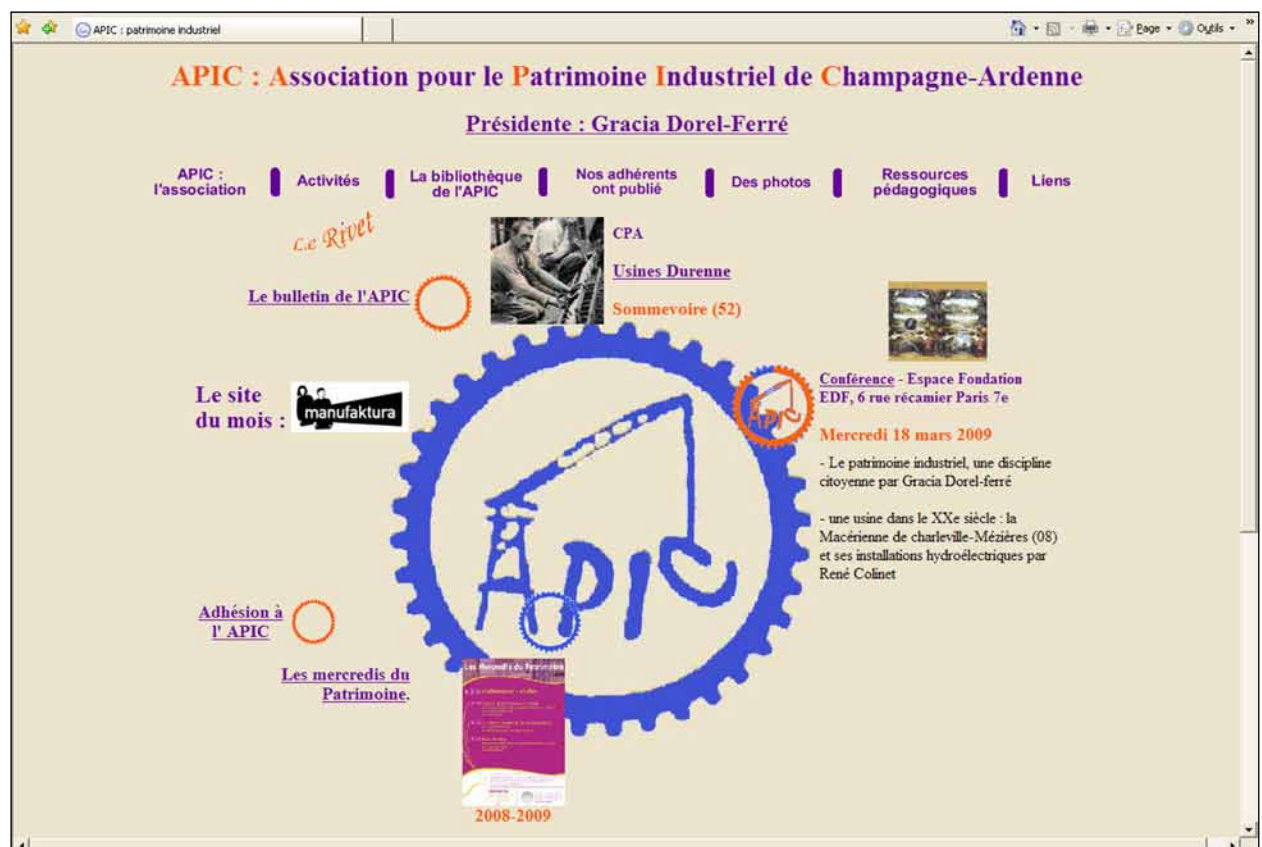 APIC : patrimoine industriel
Page
Outils
»
APIC : Association pour le Patrimoine Industriel de Champagne-Ardenne
Présidente : Gracia Dorel-Ferré
APIC :
l'association
Activités
La bibliothèque
de l'APIC
Nos adhérents
ont publié
Des photos
Ressources
pédagogiques
Liens
Le Rivet
Le bulletin de l'APIC
CPA
Usines Durenne
Sommevoire (52)
Le site
du mois :
manufaktura
APIC
Conférence - Espace Fondation
EDF, 6 rue récamier Paris 7e
Mercredi 18 mars 2009
- Le patrimoine industriel, une discipline
citoyenne par Gracia Dorel-ferré
- une usine dans le XXe siècle : la
Macérienne de charleville-Mézières (08)
et ses installations hydroélectriques par
René Colinet
APIC
Adhésion à
l' APIC
Les mercredis du
Patrimoine.
Les Mercredis du Patrimoine
2008-2009